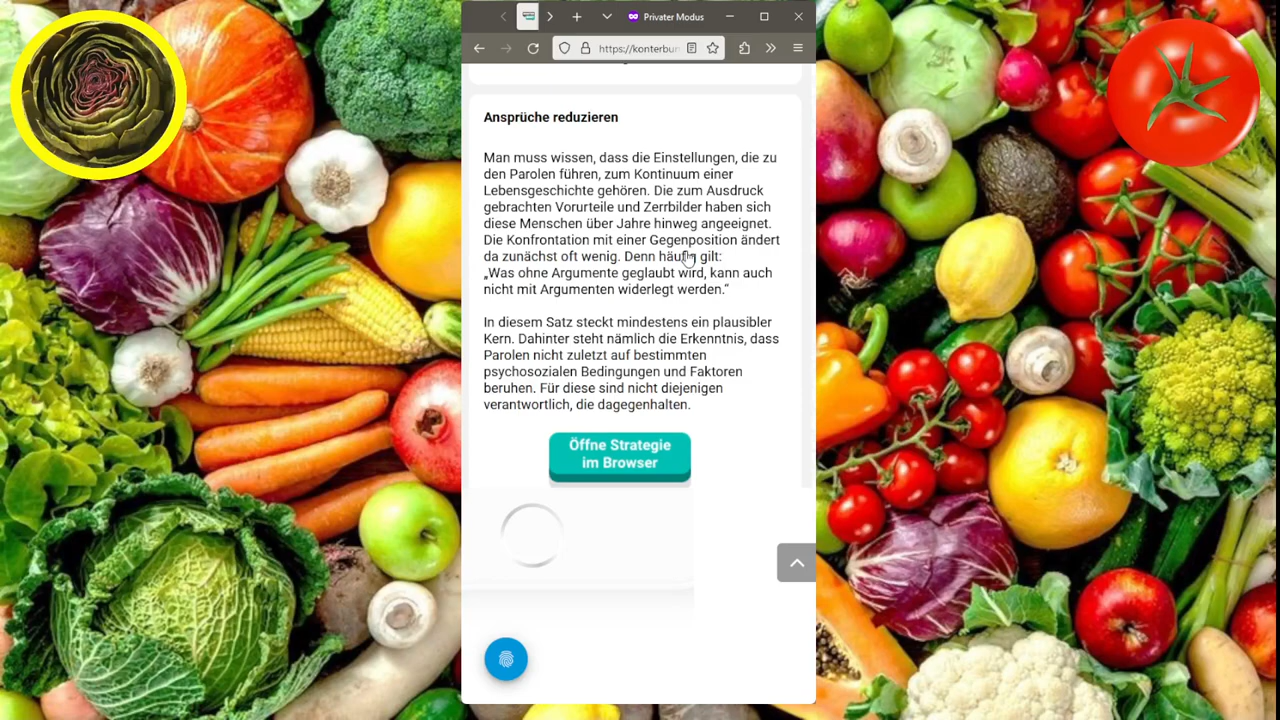 Privater Modus
https://konterbun
Ansprüche reduzieren
Man muss wissen, dass die Einstellungen, die zu
den Parolen führen, zum Kontinuum einer
Lebensgeschichte gehören. Die zum Ausdruck
gebrachten Vorurteile und Zerrbilder haben sich
diese Menschen über Jahre hinweg angeeignet.
Die Konfrontation mit einer Gegenposition ändert
da zunächst oft wenig. Denn häufig gilt:
„Was ohne Argumente geglaubt wird, kann auch
nicht mit Argumenten widerlegt werden.“
In diesem Satz steckt mindestens ein plausibler
Kern. Dahinter steht nämlich die Erkenntnis, dass
Parolen nicht zuletzt auf bestimmten
psychosozialen Bedingungen und Faktoren
beruhen. Für diese sind nicht diejenigen
verantwortlich, die dagegenhalten.
Öffne Strategie
im Browser